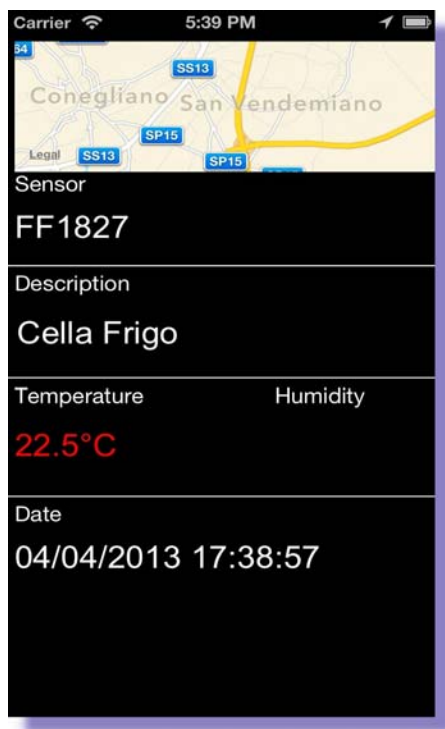 Carrier 5:39 PM
64
SS13
Conegliano San Vendemiano
SP15
Legal SS13 SP15
Sensor
FF1827
Description
Cella Frigo
Temperature Humidity
22.5°C
Date
04/04/2013 17:38:57